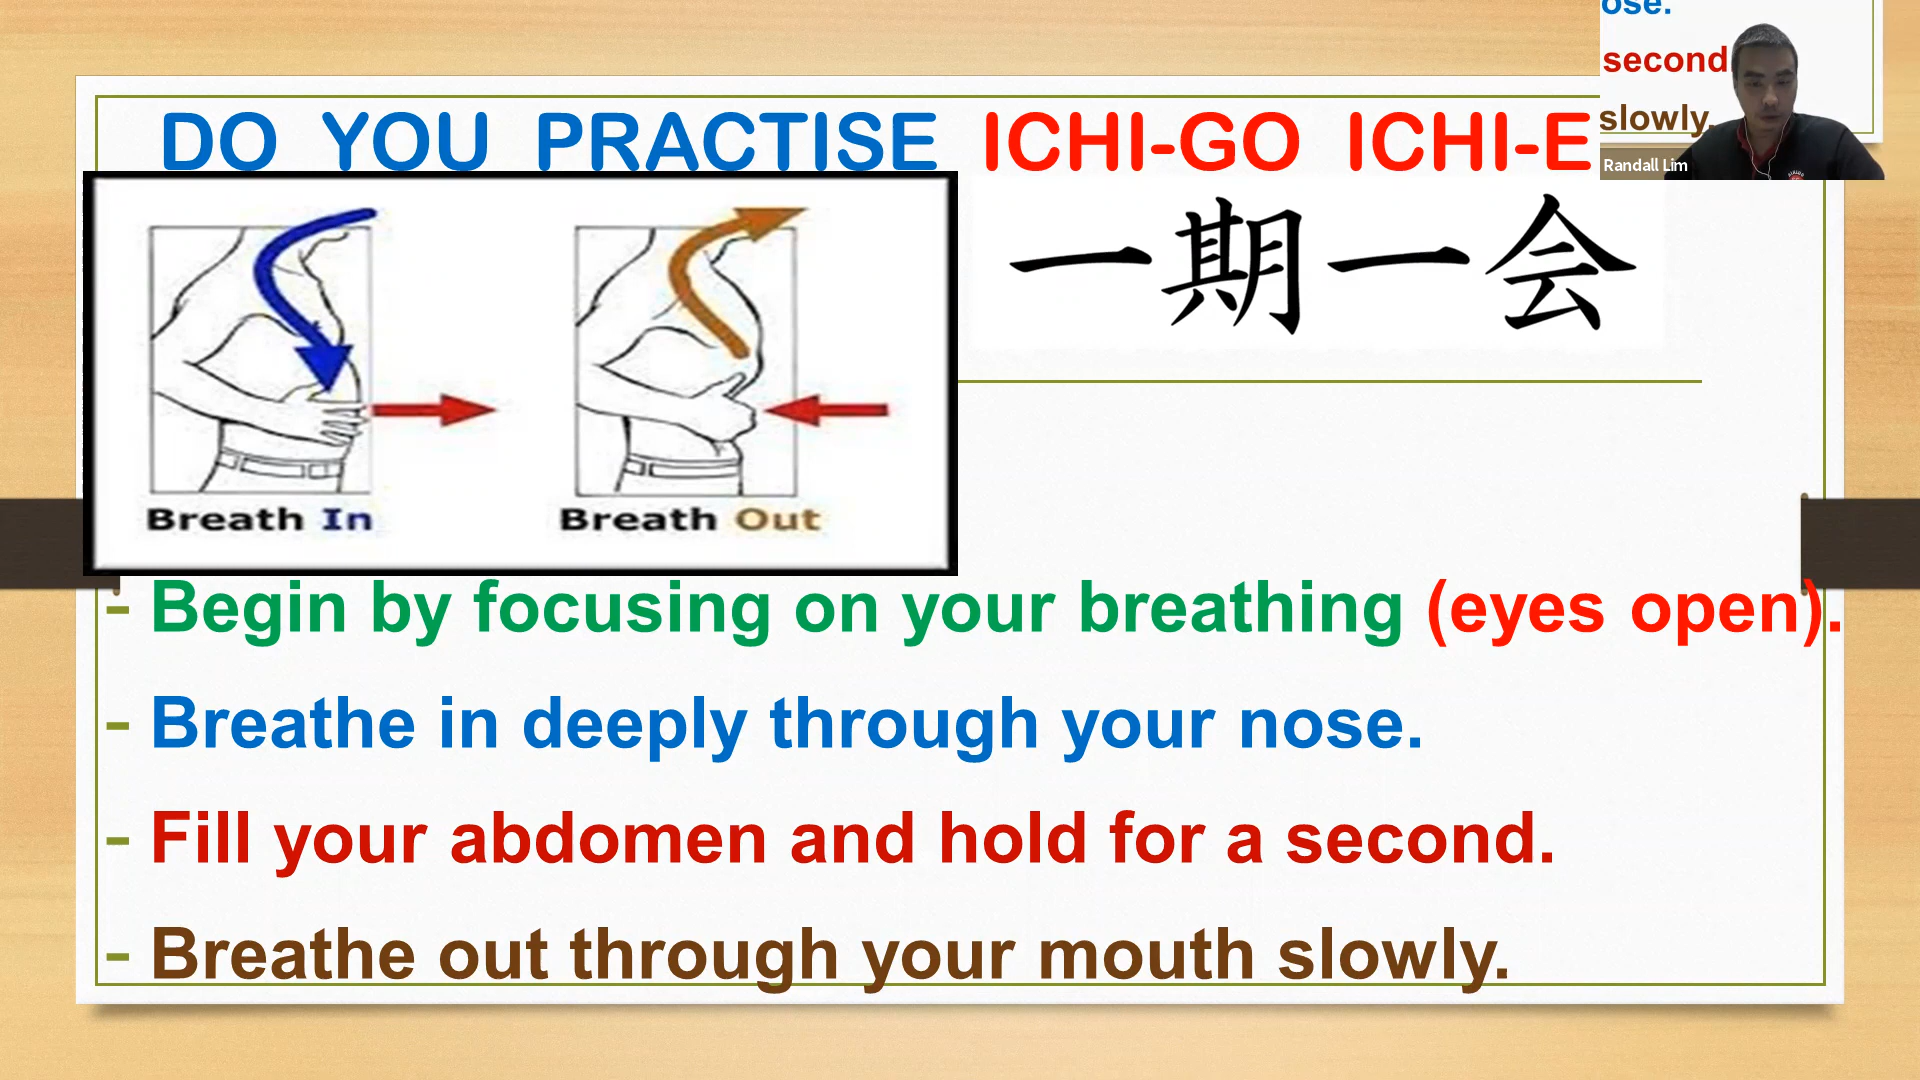 DO YOU PRACTISE ICHI-GO ICHI-E
一期一会
Breath In
Breath Out
- Begin by focusing on your breathing (eyes open).
- Breathe in deeply through your nose.
- Fill your abdomen and hold for a second.
- Breathe out through your mouth slowly.
ose.
second
slowly.
Randall Lim